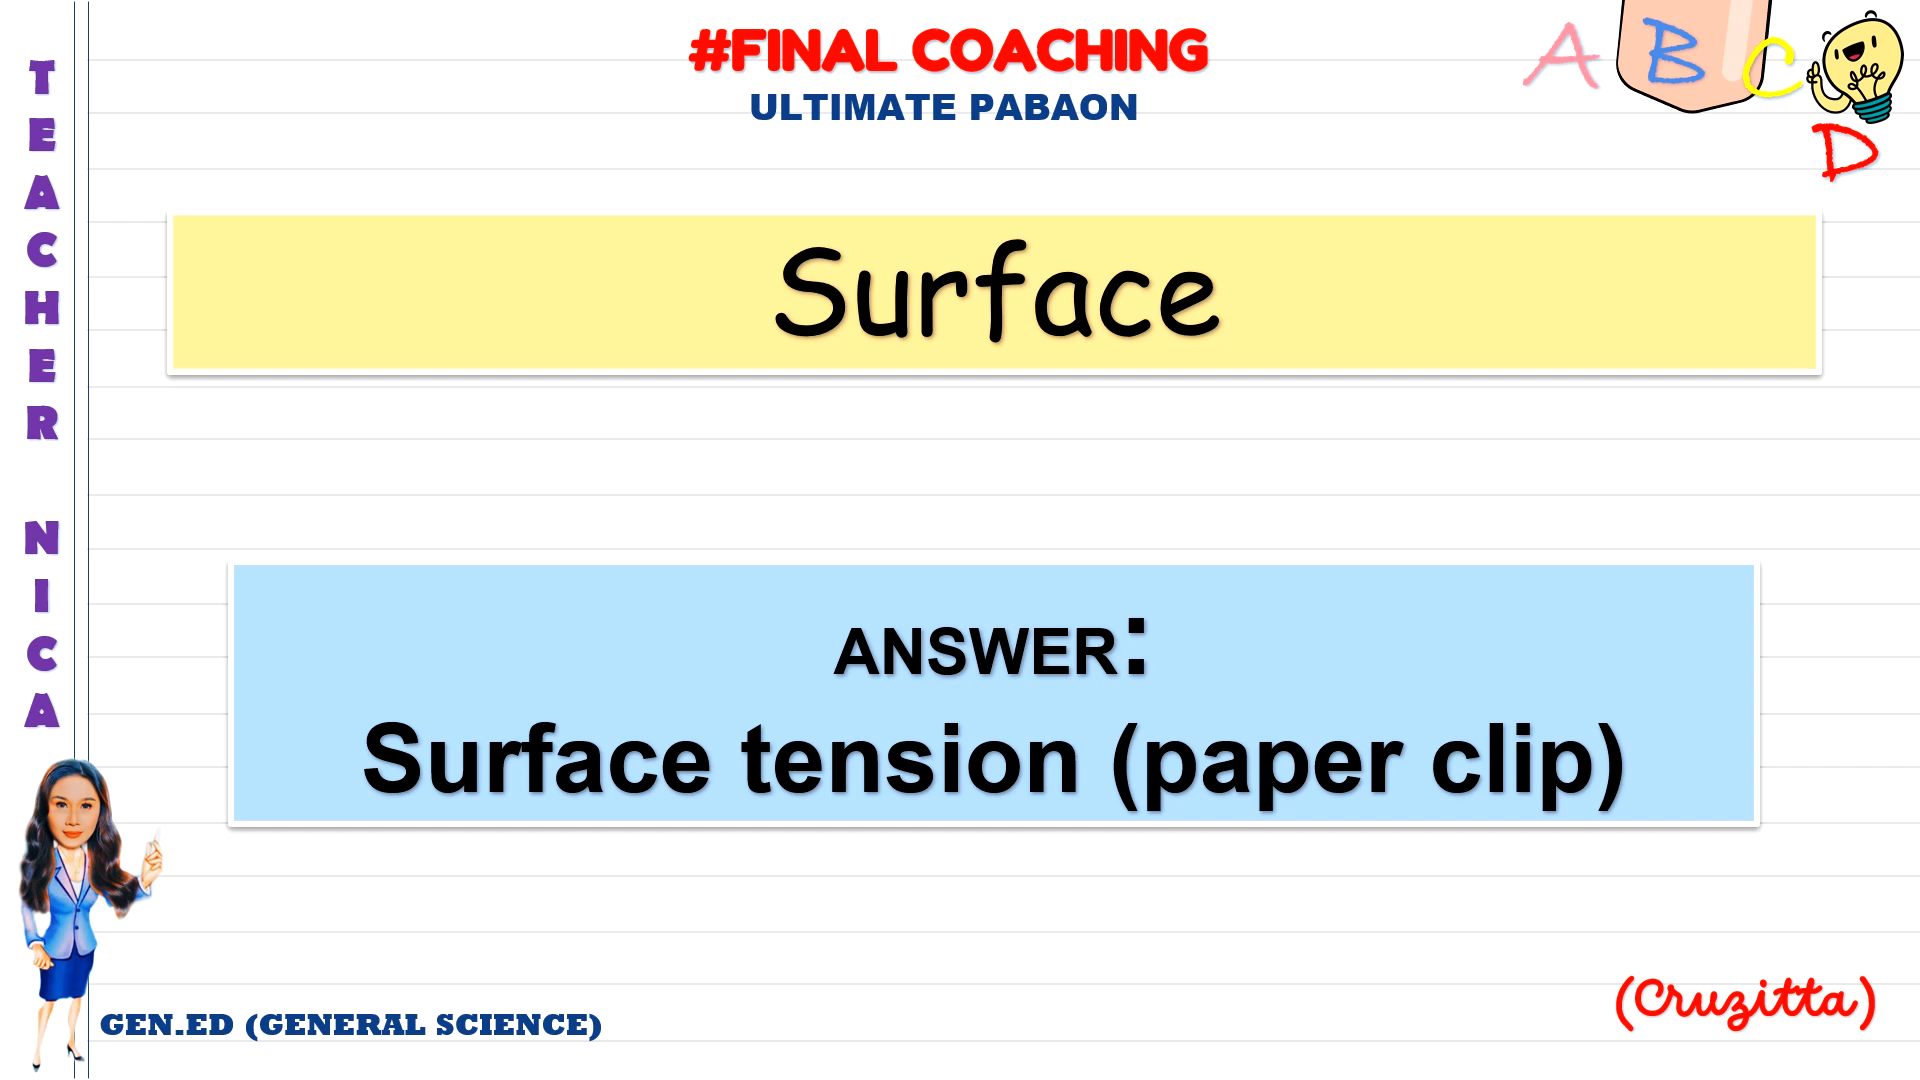 #FINAL COACHING
ULTIMATE PABAON
A B C
D
TEACHER NICA
Surface
ANSWER:
Surface tension (paper clip)
GEN.ED (GENERAL SCIENCE)
(Cruzitta)